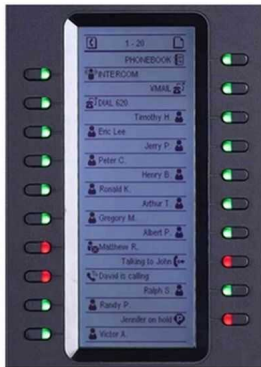 1 - 20
PHONEBOOK
INTERCOM
VMAIL
DIAL 620
Timothy H.
Eric Lee
Jerry P.
Peter C.
Henry B.
Ronald K.
Arthur T.
Gregory M.
Albert P.
Matthew R.
Talking to John
David is calling
Ralph S.
Randy P.
Jennifer on hold
Victor A.